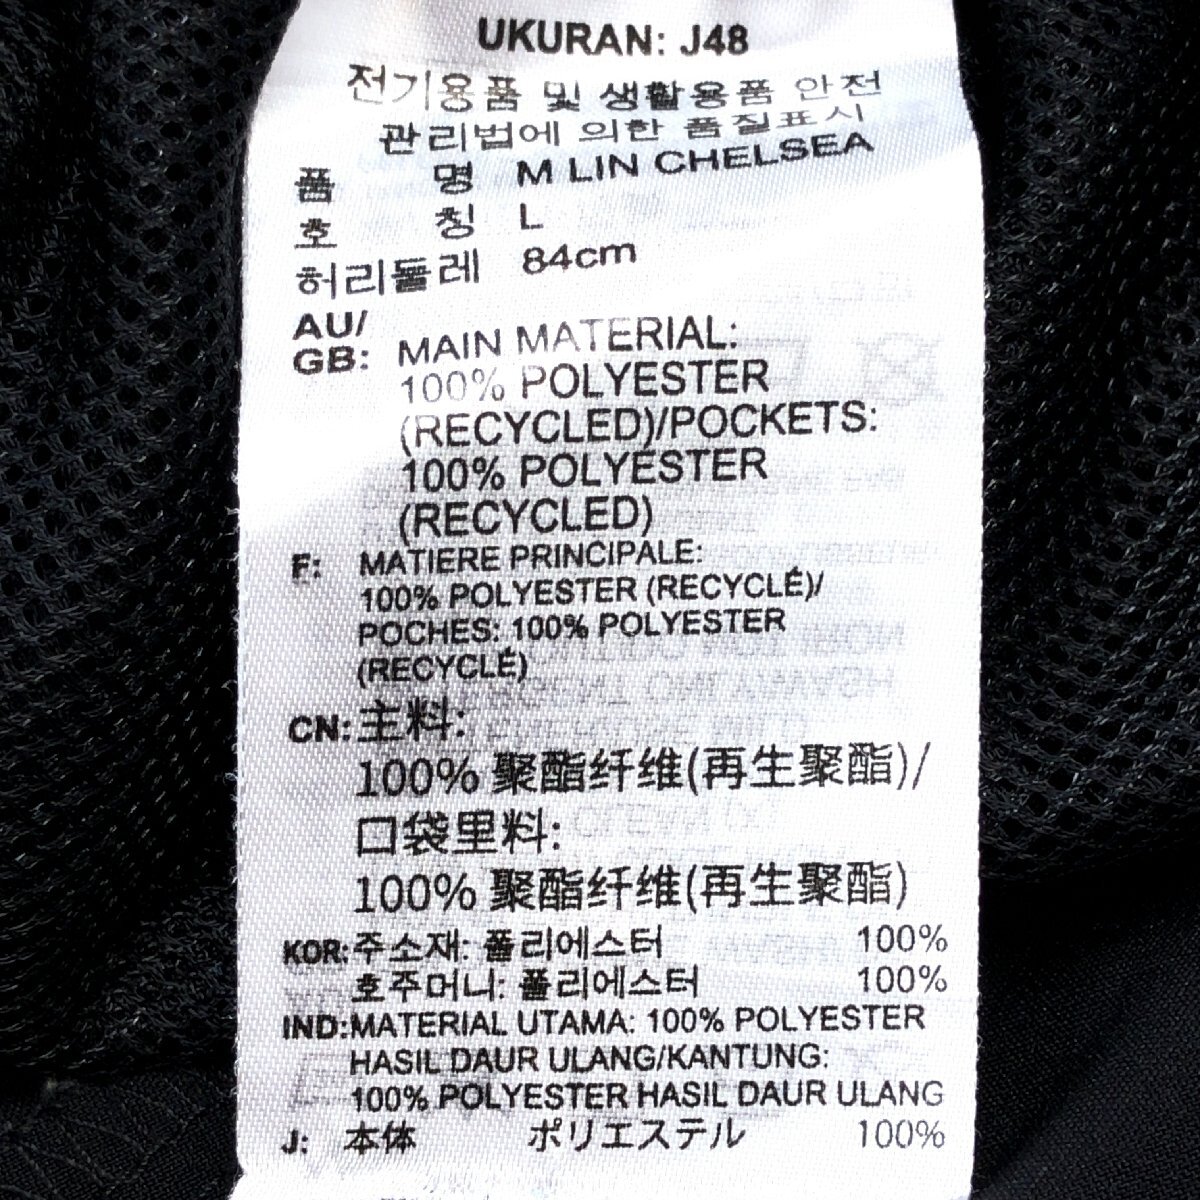 UKURAN: J48
전기용품 및 생활용품 안전
관리법에 의한 품질표시
품 명 M LIN CHELSEA
호 칭 L
허리둘레 84cm
AU/
GB: MAIN MATERIAL:
100% POLYESTER
(RECYCLED)/POCKETS:
100% POLYESTER
(RECYCLED)
F: MATIERE PRINCIPALE:
100% POLYESTER (RECYCLÉ)/
POCHES: 100% POLYESTER
(RECYCLÉ)
CN: 主料:
100% 聚酯纤维(再生聚酯)/
口袋里料:
100% 聚酯纤维(再生聚酯)
KOR: 주소재: 폴리에스터 100%
호주머니: 폴리에스터 100%
IND: MATERIAL UTAMA: 100% POLYESTER
HASIL DAUR ULANG/KANTUNG:
100% POLYESTER HASIL DAUR ULANG
J: 本体 ポリエステル 100%